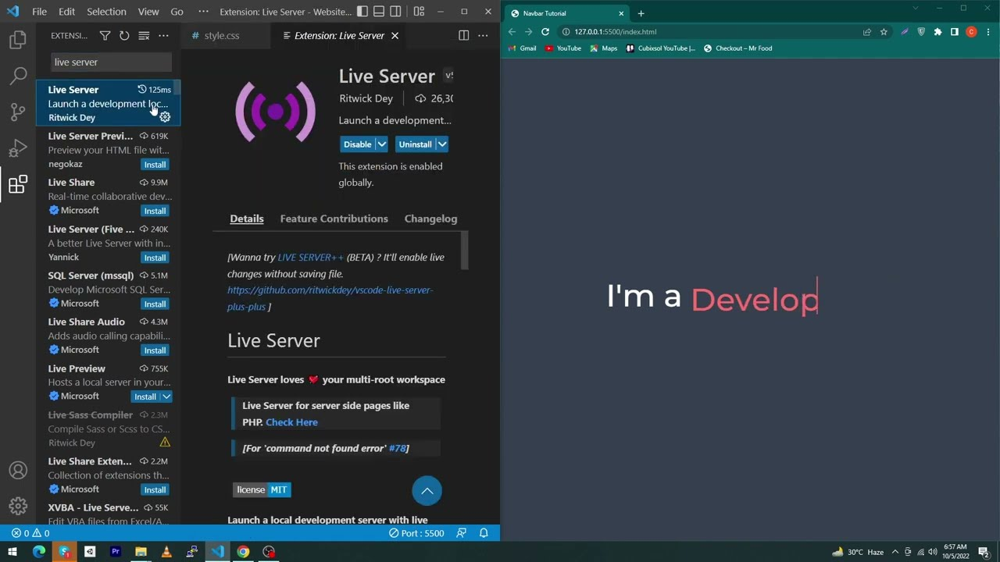 File Edit View Go … Extension: Live Server - Website...
EXTENSI...
live server
Live Server 125ms
Launch a development loc...
Ritwick Dey
Live Server Previ... 619K
Preview your HTML file wit...
negokaz Install
Live Share 9.9M
Real-time collaborative dev...
Microsoft Install
Live Server (Five ... 240K
A better Live Server with in...
Yannick Install
SQL Server (mssql) 5.1M
Develop Microsoft SQL Ser...
Microsoft Install
Live Share Audio 4.3M
Adds audio calling capabili...
Microsoft Install
Live Preview 755K
Hosts a local server in your...
Microsoft Install
Live Sass Compiler 2.3M
Compile Sass or Scss to CS...
Ritwick Dey
Live Share Exten... 2.2M
Collection of extensions th...
Microsoft Install
XVBA - Live Serve... 55K
Edit VBA files from Excel/A...
# style.css
Extension: Live Server
Live Server v5
Ritwick Dey 26,30
Launch a development...
Disable Uninstall
This extension is enabled
globally.
Details Feature Contributions Changelog
[Wanna try LIVE SERVER++ (BETA) ? It'll enable live
changes without saving file.
https://github.com/ritwickdey/vscode-live-server-
plus-plus ]
Live Server
Live Server loves ❤️ your multi-root workspace
Live Server for server side pages like
PHP. Check Here
[For 'command not found error' #78]
license MIT
Launch a local development server with live
0 0 Port : 5500
Navbar Tutorial
127.0.0.1:5500/index.html
C
Gmail YouTube Maps Cubixsol YouTube |... Checkout – Mr Food
I'm a Develop
Pr
30°C Haze
6:57 AM
10/5/2022
2